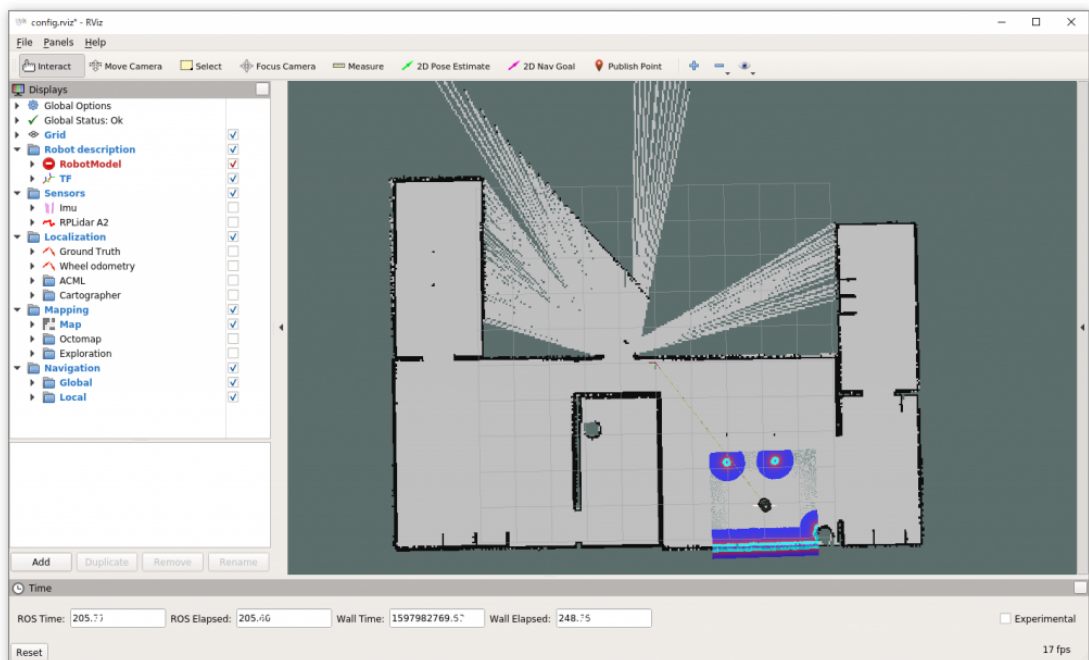 config.rviz* - RViz
File Panels Help
Interact Move Camera Select Focus Camera Measure 2D Pose Estimate 2D Nav Goal Publish Point
Displays
Global Options
Global Status: Ok
Grid
Robot description
RobotModel
TF
Sensors
Imu
RPLidar A2
Localization
Ground Truth
Wheel odometry
ACML
Cartographer
Mapping
Map
Octomap
Exploration
Navigation
Global
Local
Add Duplicate Remove Rename
Time
ROS Time: ROS Elapsed: Wall Time: Wall Elapsed: Experimental
Reset 17 fps